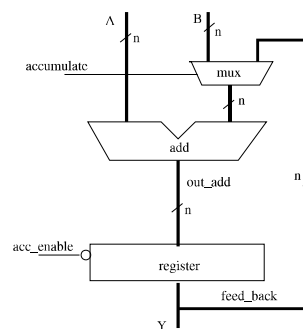 A B
n n
accumulate mux
n
add
out_add
n n
acc_enable register
feed_back
Y